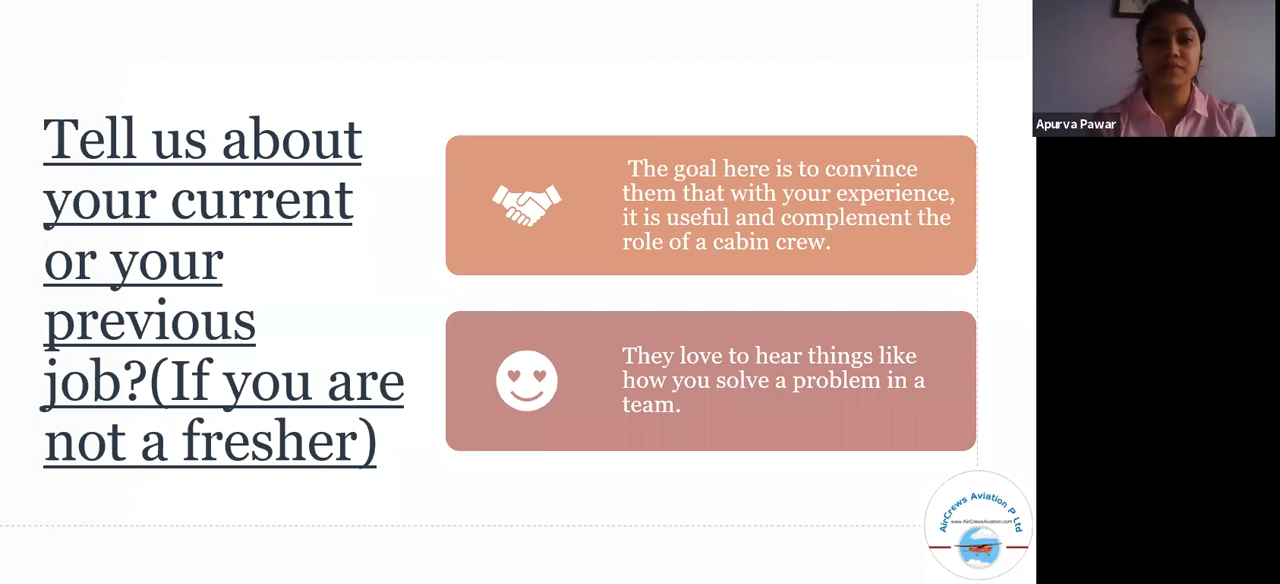 Tell us about
your current
or your
previous
job?(If you are
not a fresher)
The goal here is to convince
them that with your experience,
it is useful and complement the
role of a cabin crew.
They love to hear things like
how you solve a problem in a
team.
Apurva Pawar
AirCrews Aviation P Ltd
www.AirCrewsAviation.com